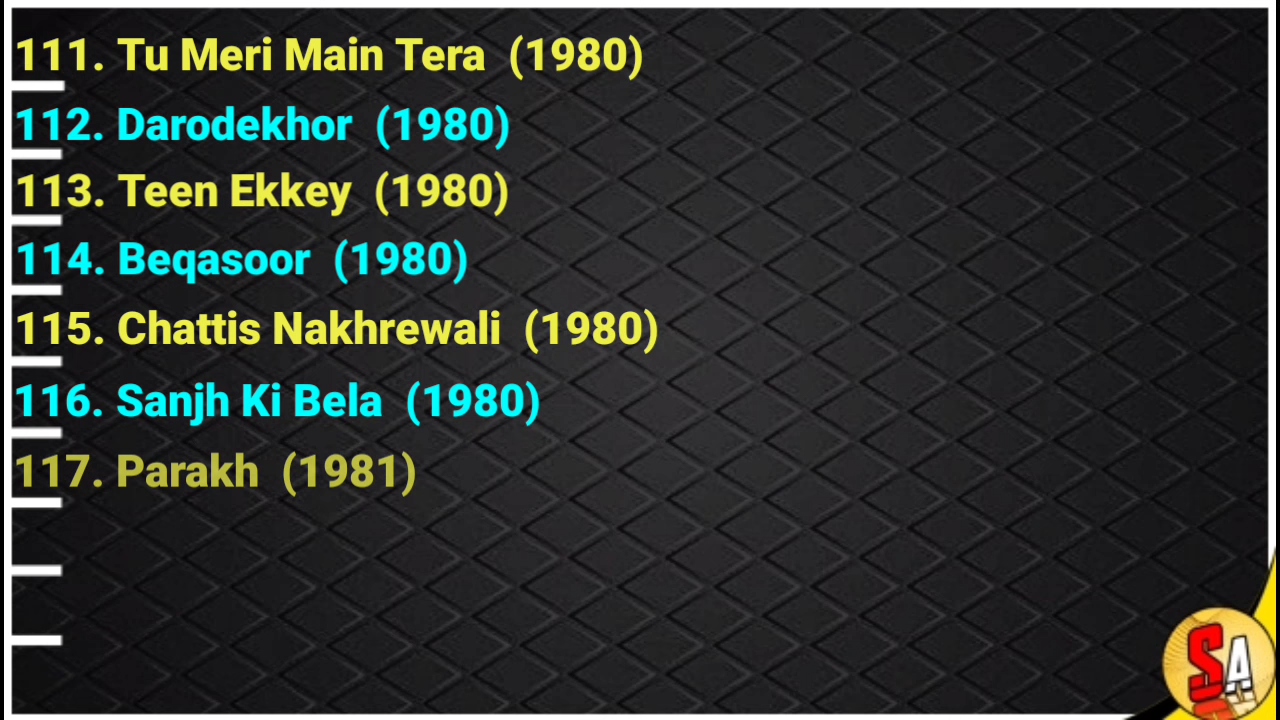 111. Tu Meri Main Tera (1980)
112. Darodekhor (1980)
113. Teen Ekkey (1980)
114. Beqasoor (1980)
115. Chattis Nakhrewali (1980)
116. Sanjh Ki Bela (1980)
117. Parakh (1981)
SA